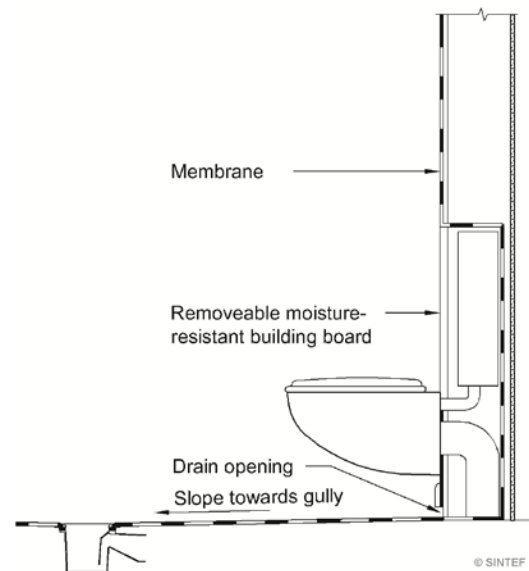 Membrane
Removeable moisture-
resistant building board
Drain opening
Slope towards gully
© SINTEF